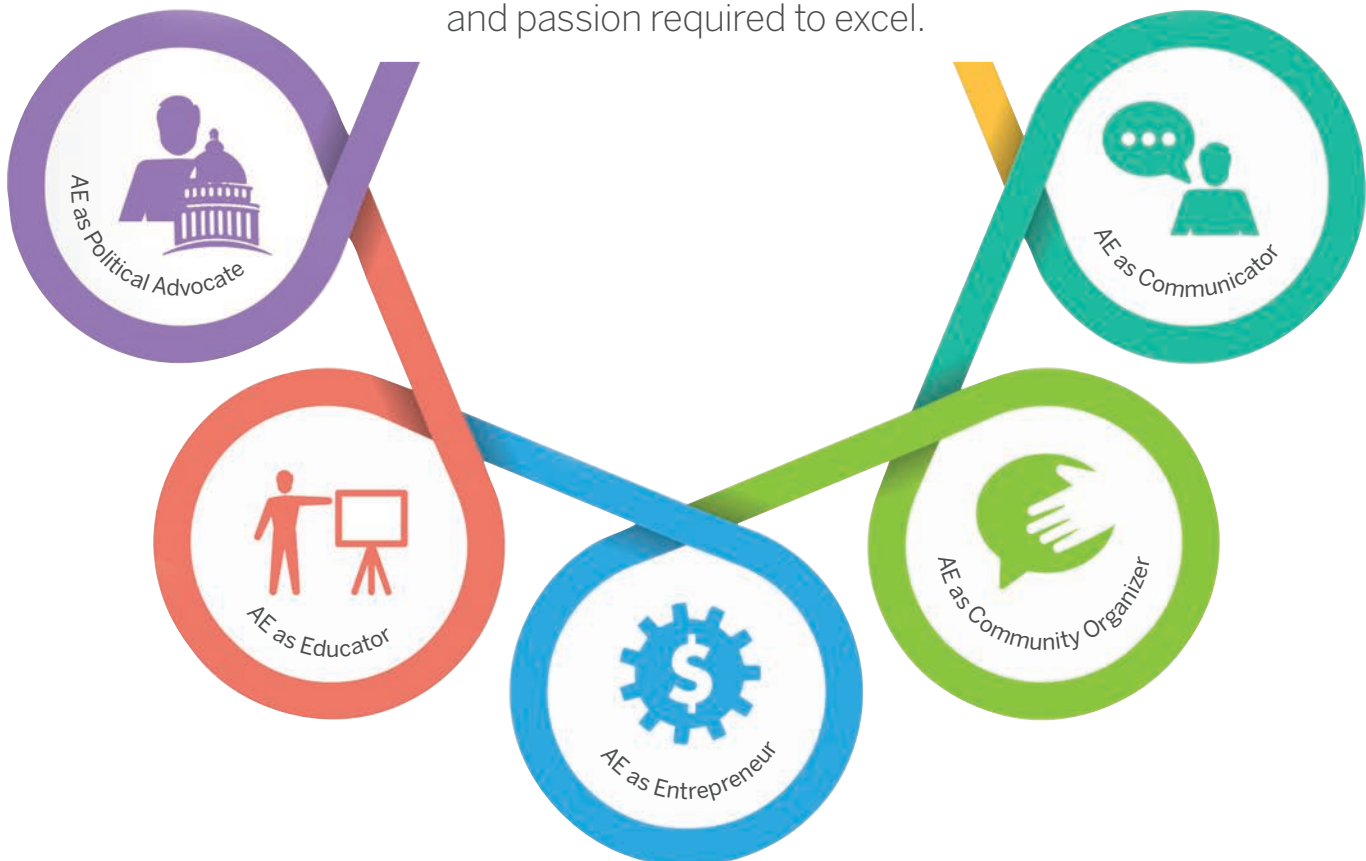 and passion required to excel.
AE as Political Advocate
AE as Communicator
AE as Educator
AE as Community Organizer
AE as Entrepreneur
$